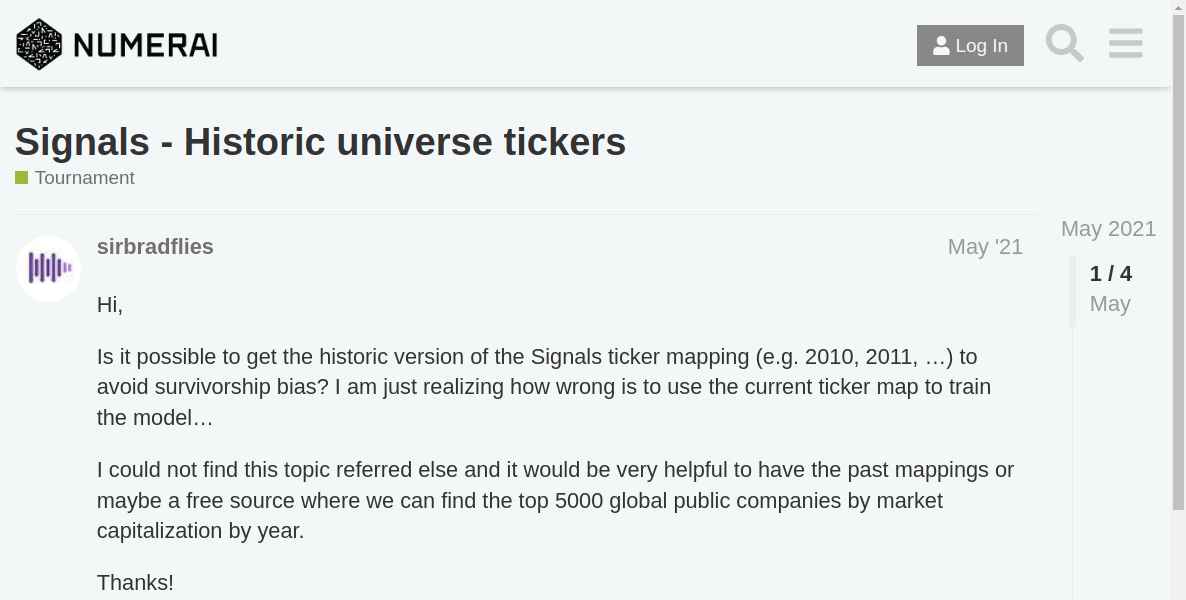 NUMERAI
Log In
Signals - Historic universe tickers
Tournament
sirbradflies
May '21
May 2021
1 / 4
May
Hi,
Is it possible to get the historic version of the Signals ticker mapping (e.g. 2010, 2011, …) to
avoid survivorship bias? I am just realizing how wrong is to use the current ticker map to train
the model…
I could not find this topic referred else and it would be very helpful to have the past mappings or
maybe a free source where we can find the top 5000 global public companies by market
capitalization by year.
Thanks!